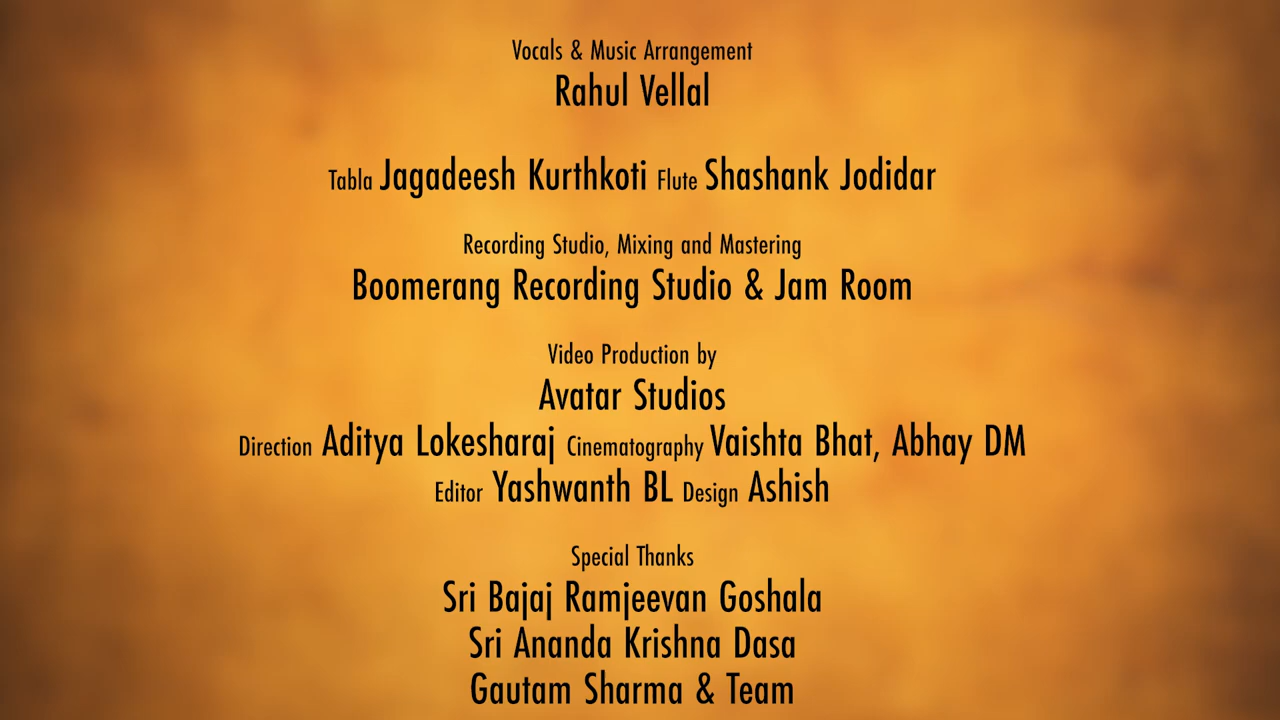 Vocals & Music Arrangement
Rahul Vellal
Tabla Jagadeesh Kurthkoti Flute Shashank Jodidar
Recording Studio, Mixing and Mastering
Boomerang Recording Studio & Jam Room
Video Production by
Avatar Studios
Direction Aditya Lokesharaj Cinematography Vaishta Bhat, Abhay DM
Editor Yashwanth BL Design Ashish
Special Thanks
Sri Bajaj Ramjeevan Goshala
Sri Ananda Krishna Dasa
Gautam Sharma & Team